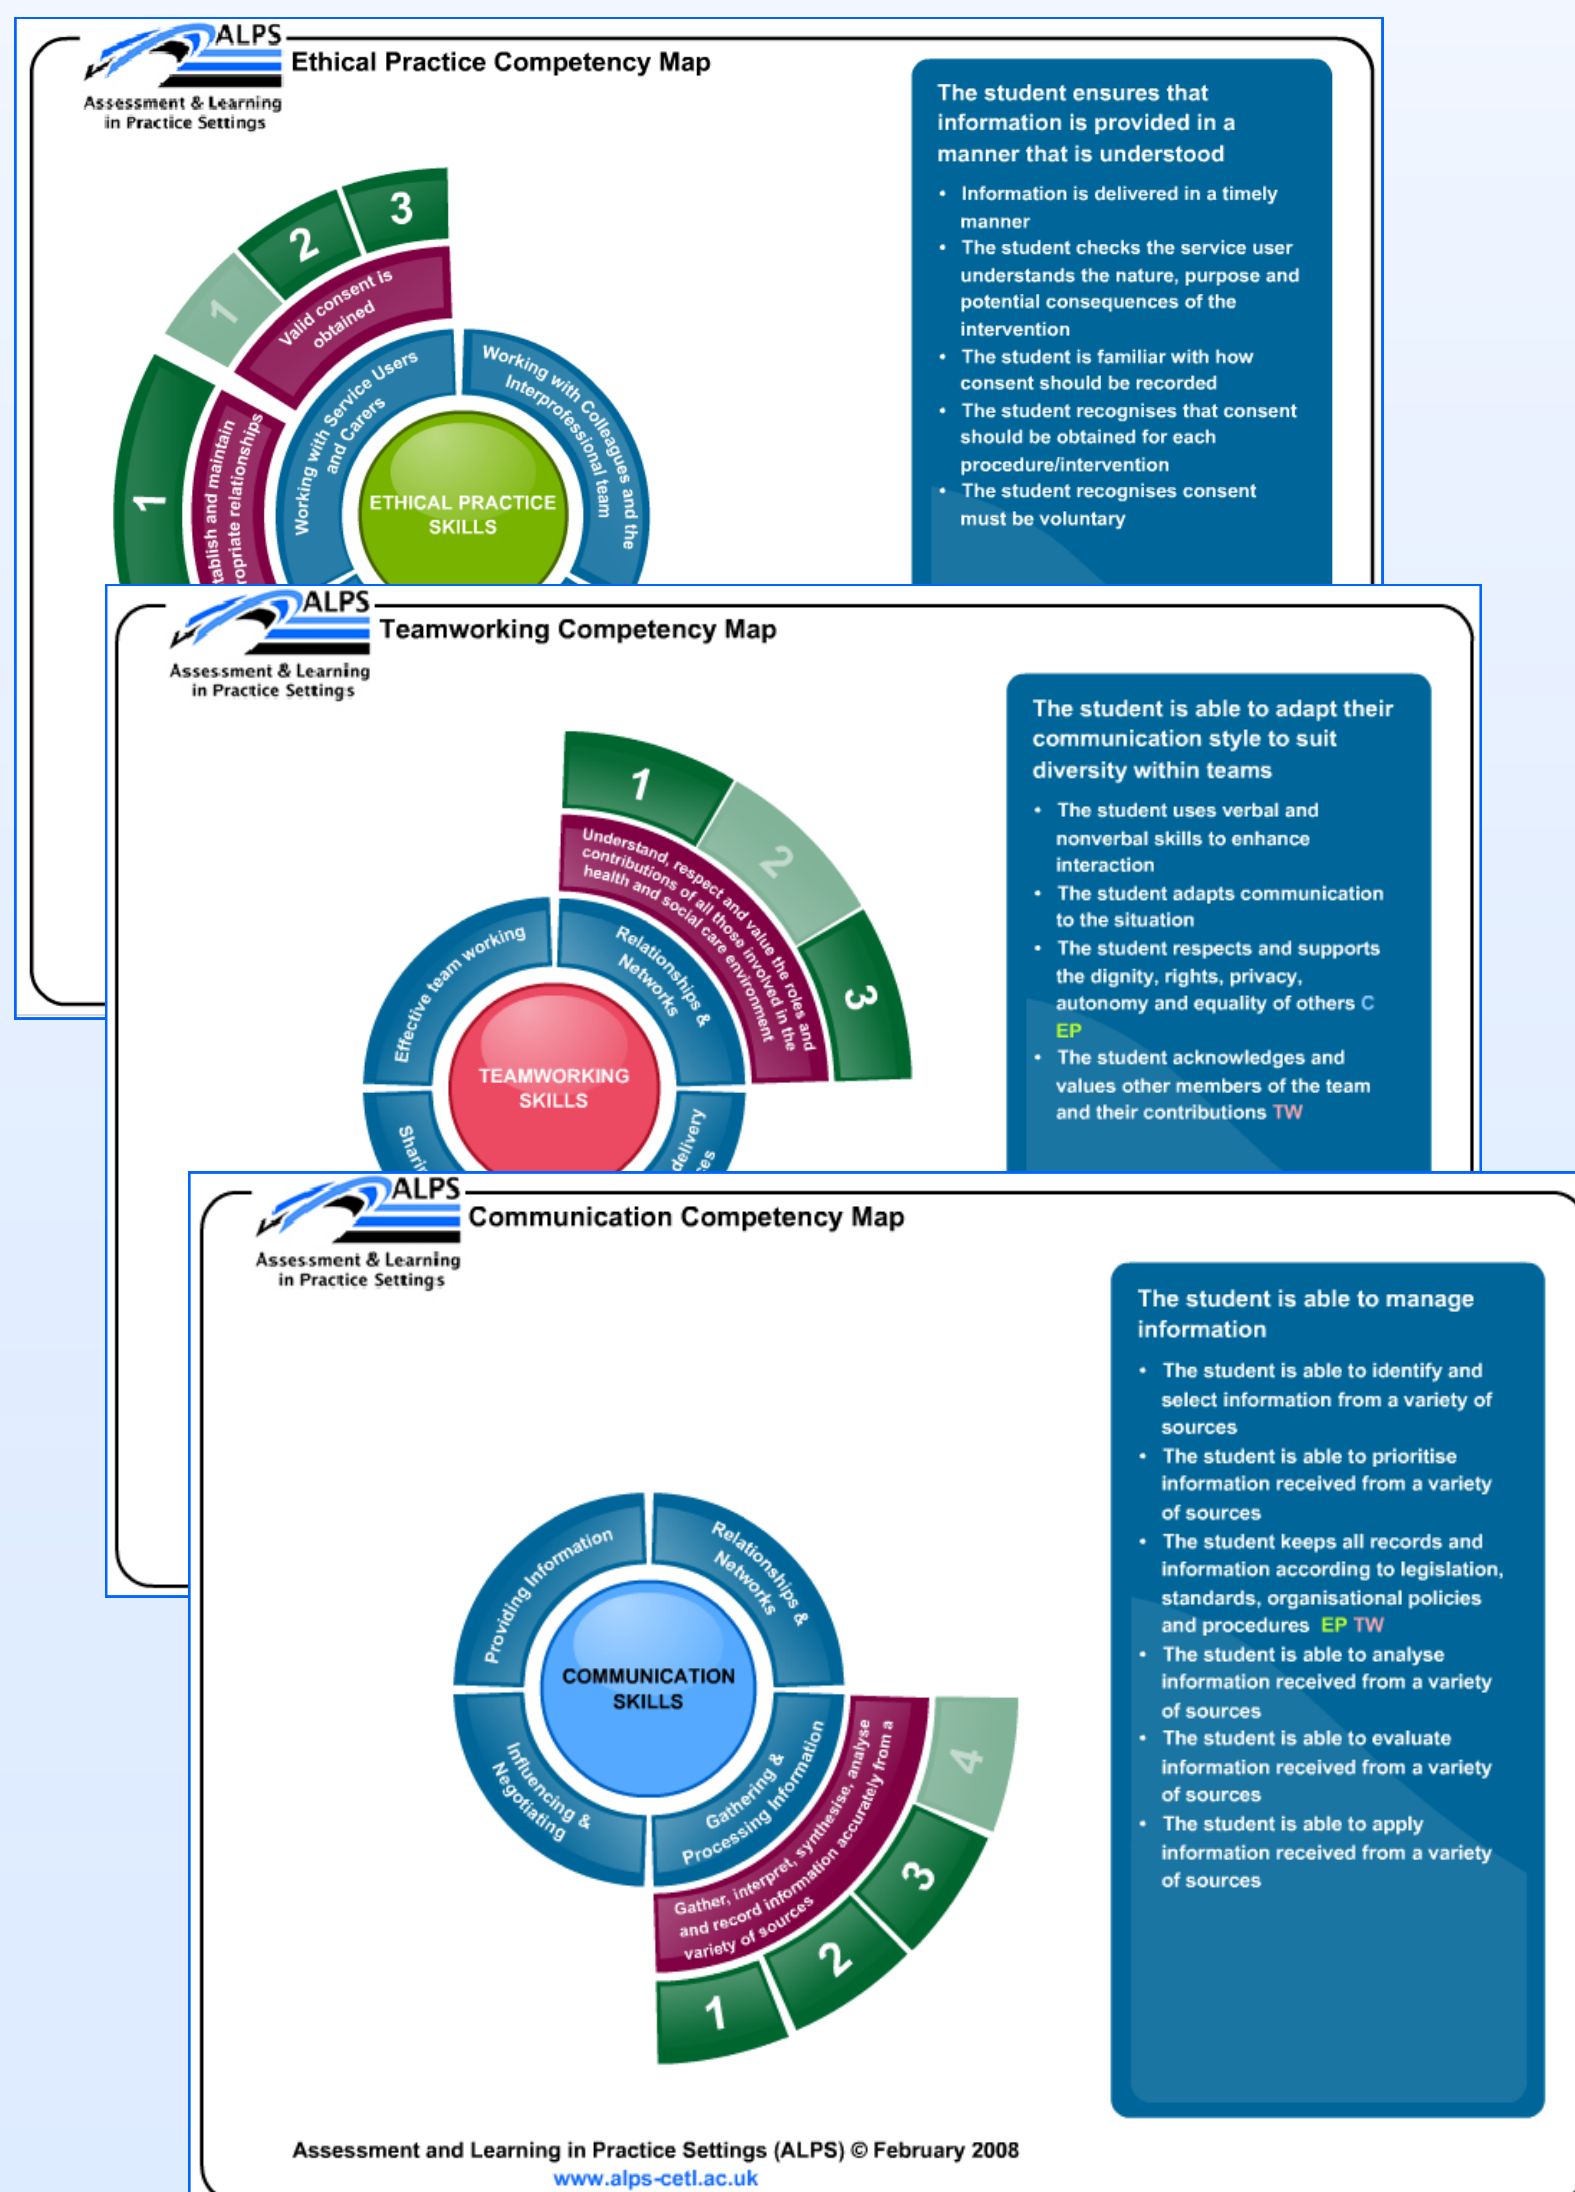 ALPS
Assessment & Learning
in Practice Settings
Ethical Practice Competency Map
3
2
1
1
Valid consent is
obtained
and maintain
relationships
Working with Service Users
and Carers
Working with Colleagues and the
Interprofessional team
ETHICAL PRACTICE
SKILLS
The student ensures that
information is provided in a
manner that is understood
• Information is delivered in a timely
manner
• The student checks the service user
understands the nature, purpose and
potential consequences of the
intervention
• The student is familiar with how
consent should be recorded
• The student recognises that consent
should be obtained for each
procedure/intervention
• The student recognises consent
must be voluntary
ALPS
Assessment & Learning
in Practice Settings
Teamworking Competency Map
1
2
3
Understand, respect and value the roles and
contributions of all those involved in the
health and social care environment
Effective team working
Relationships &
Networks
TEAMWORKING
SKILLS
delivery
The student is able to adapt their
communication style to suit
diversity within teams
• The student uses verbal and
nonverbal skills to enhance
interaction
• The student adapts communication
to the situation
• The student respects and supports
the dignity, rights, privacy,
autonomy and equality of others C
EP
• The student acknowledges and
values other members of the team
and their contributions TW
ALPS
Assessment & Learning
in Practice Settings
Communication Competency Map
Providing Information
Relationships &
Networks
COMMUNICATION
SKILLS
Influencing &
Negotiating
Gathering &
Processing Information
Gather, interpret, synthesise, analyse
and record information accurately from a
variety of sources
4
3
2
1
The student is able to manage
information
• The student is able to identify and
select information from a variety of
sources
• The student is able to prioritise
information received from a variety
of sources
• The student keeps all records and
information according to legislation,
standards, organisational policies
and procedures EP TW
• The student is able to analyse
information received from a variety
of sources
• The student is able to evaluate
information received from a variety
of sources
• The student is able to apply
information received from a variety
of sources
Assessment and Learning in Practice Settings (ALPS) © February 2008
www.alps-cetl.ac.uk